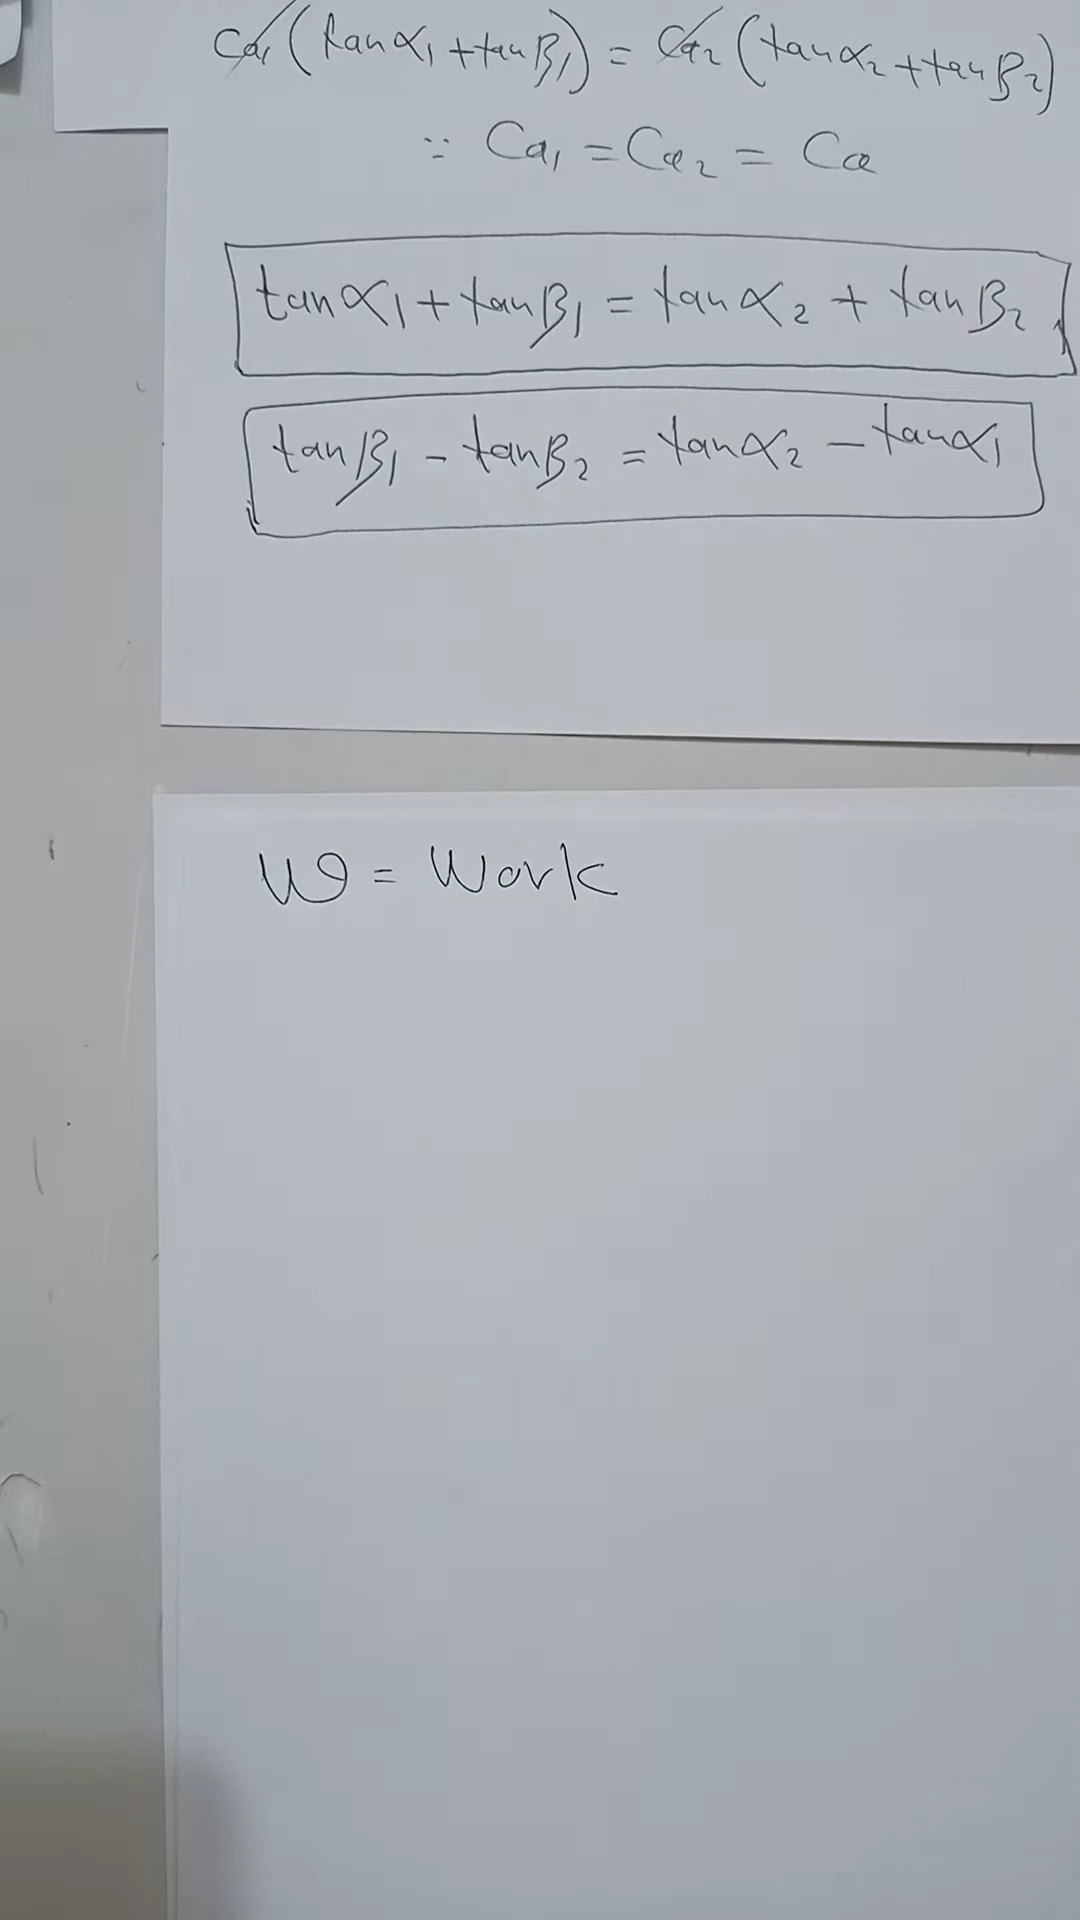 Ca₁ (tanα₁ + tanβ₁) = Ca₂ (tanα₂ + tanβ₂)
∵ Ca₁ = Ca₂ = Ca
tanα₁ + tanβ₁ = tanα₂ + tanβ₂
tanβ₁ - tanβ₂ = tanα₂ - tanα₁
W = Work